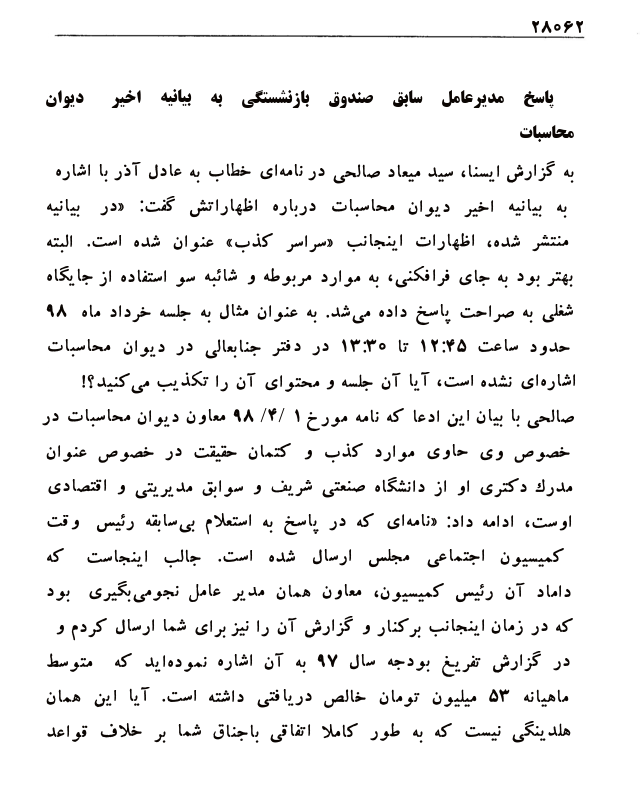 ۲۸۰۶۲
پاسخ مدیرعامل سابق صندوق بازنشستگی به بیانیه اخیر دیوان
محاسبات
به گزارش ایسنا، سید میعاد صالحی در نامه‌ای خطاب به عادل آذر با اشاره
به بیانیه اخیر دیوان محاسبات درباره اظهاراتش گفت: «در بیانیه
منتشر شده، اظهارات اینجانب «سراسر کذب» عنوان شده است. البته
بهتر بود به جای فرافکنی، به موارد مربوطه و شائبه سو استفاده از جایگاه
شغلی به صراحت پاسخ داده می‌شد. به عنوان مثال به جلسه خرداد ماه ۹۸
حدود ساعت ۱۲:۴۵ تا ۱۳:۳۰ در دفتر جنابعالی در دیوان محاسبات
اشاره‌ای نشده است، آیا آن جلسه و محتوای آن را تکذیب می‌کنید؟!
صالحی با بیان این ادعا که نامه مورخ ۱ /۴/ ۹۸ معاون دیوان محاسبات در
خصوص وی حاوی موارد کذب و کتمان حقیقت در خصوص عنوان
مدرك دکتری او از دانشگاه صنعتی شریف و سوابق مدیریتی و اقتصادی
اوست، ادامه داد: «نامه‌ای که در پاسخ به استعلام بی‌سابقه رئیس وقت
کمیسیون اجتماعی مجلس ارسال شده است. جالب اینجاست که
داماد آن رئیس کمیسیون، معاون همان مدیر عامل نجومی‌بگیری بود
که در زمان اینجانب برکنار و گزارش آن را نیز برای شما ارسال کردم و
در گزارش تفریغ بودجه سال ۹۷ به آن اشاره نموده‌اید که متوسط
ماهیانه ۵۳ میلیون تومان خالص دریافتی داشته است. آیا این همان
هلدینگی نیست که به طور کاملا اتفاقی باجناق شما بر خلاف قواعد